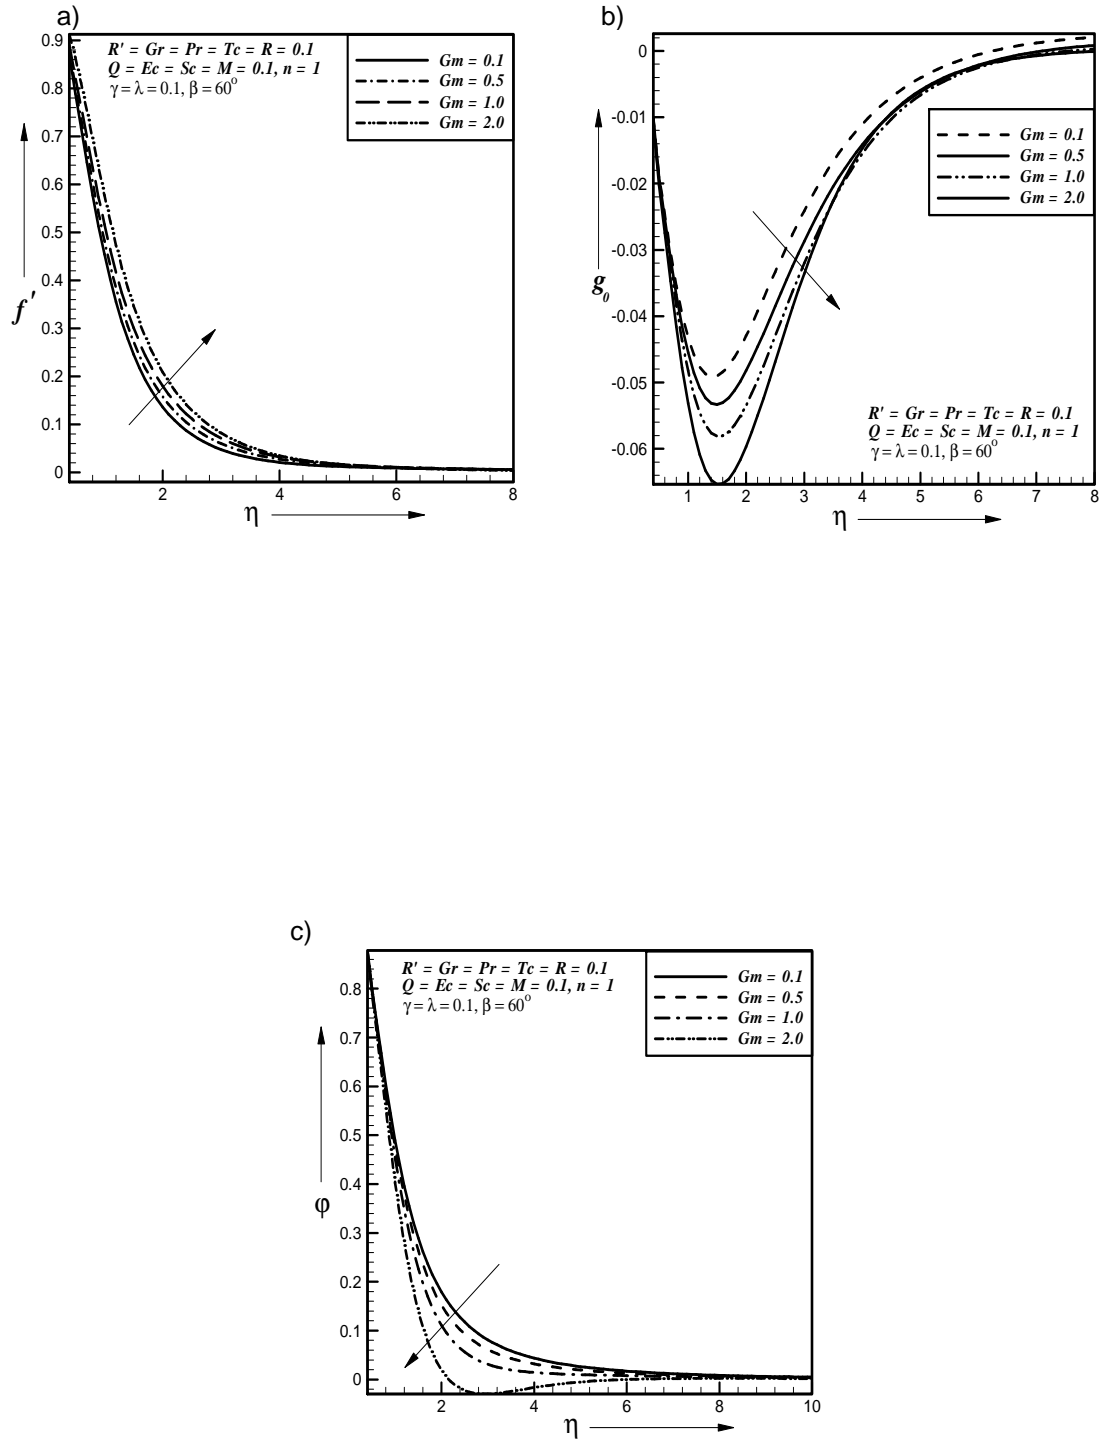 a)
R' = Gr = Pr = Tc = R = 0.1
Q = Ec = Sc = M = 0.1, n = 1
γ = λ = 0.1, β = 60°
Gm = 0.1
Gm = 0.5
Gm = 1.0
Gm = 2.0
0.9
0.8
0.7
0.6
0.5
0.4
0.3
0.2
0.1
0
f'
2
4
6
8
η
b)
0
-0.01
-0.02
-0.03
-0.04
-0.05
-0.06
g₀
Gm = 0.1
Gm = 0.5
Gm = 1.0
Gm = 2.0
R' = Gr = Pr = Tc = R = 0.1
Q = Ec = Sc = M = 0.1, n = 1
γ = λ = 0.1, β = 60°
1
2
3
4
5
6
7
8
η
c)
R' = Gr = Pr = Tc = R = 0.1
Q = Ec = Sc = M = 0.1, n = 1
γ = λ = 0.1, β = 60°
Gm = 0.1
Gm = 0.5
Gm = 1.0
Gm = 2.0
0.8
0.7
0.6
0.5
0.4
0.3
0.2
0.1
0
φ
2
4
6
8
10
η